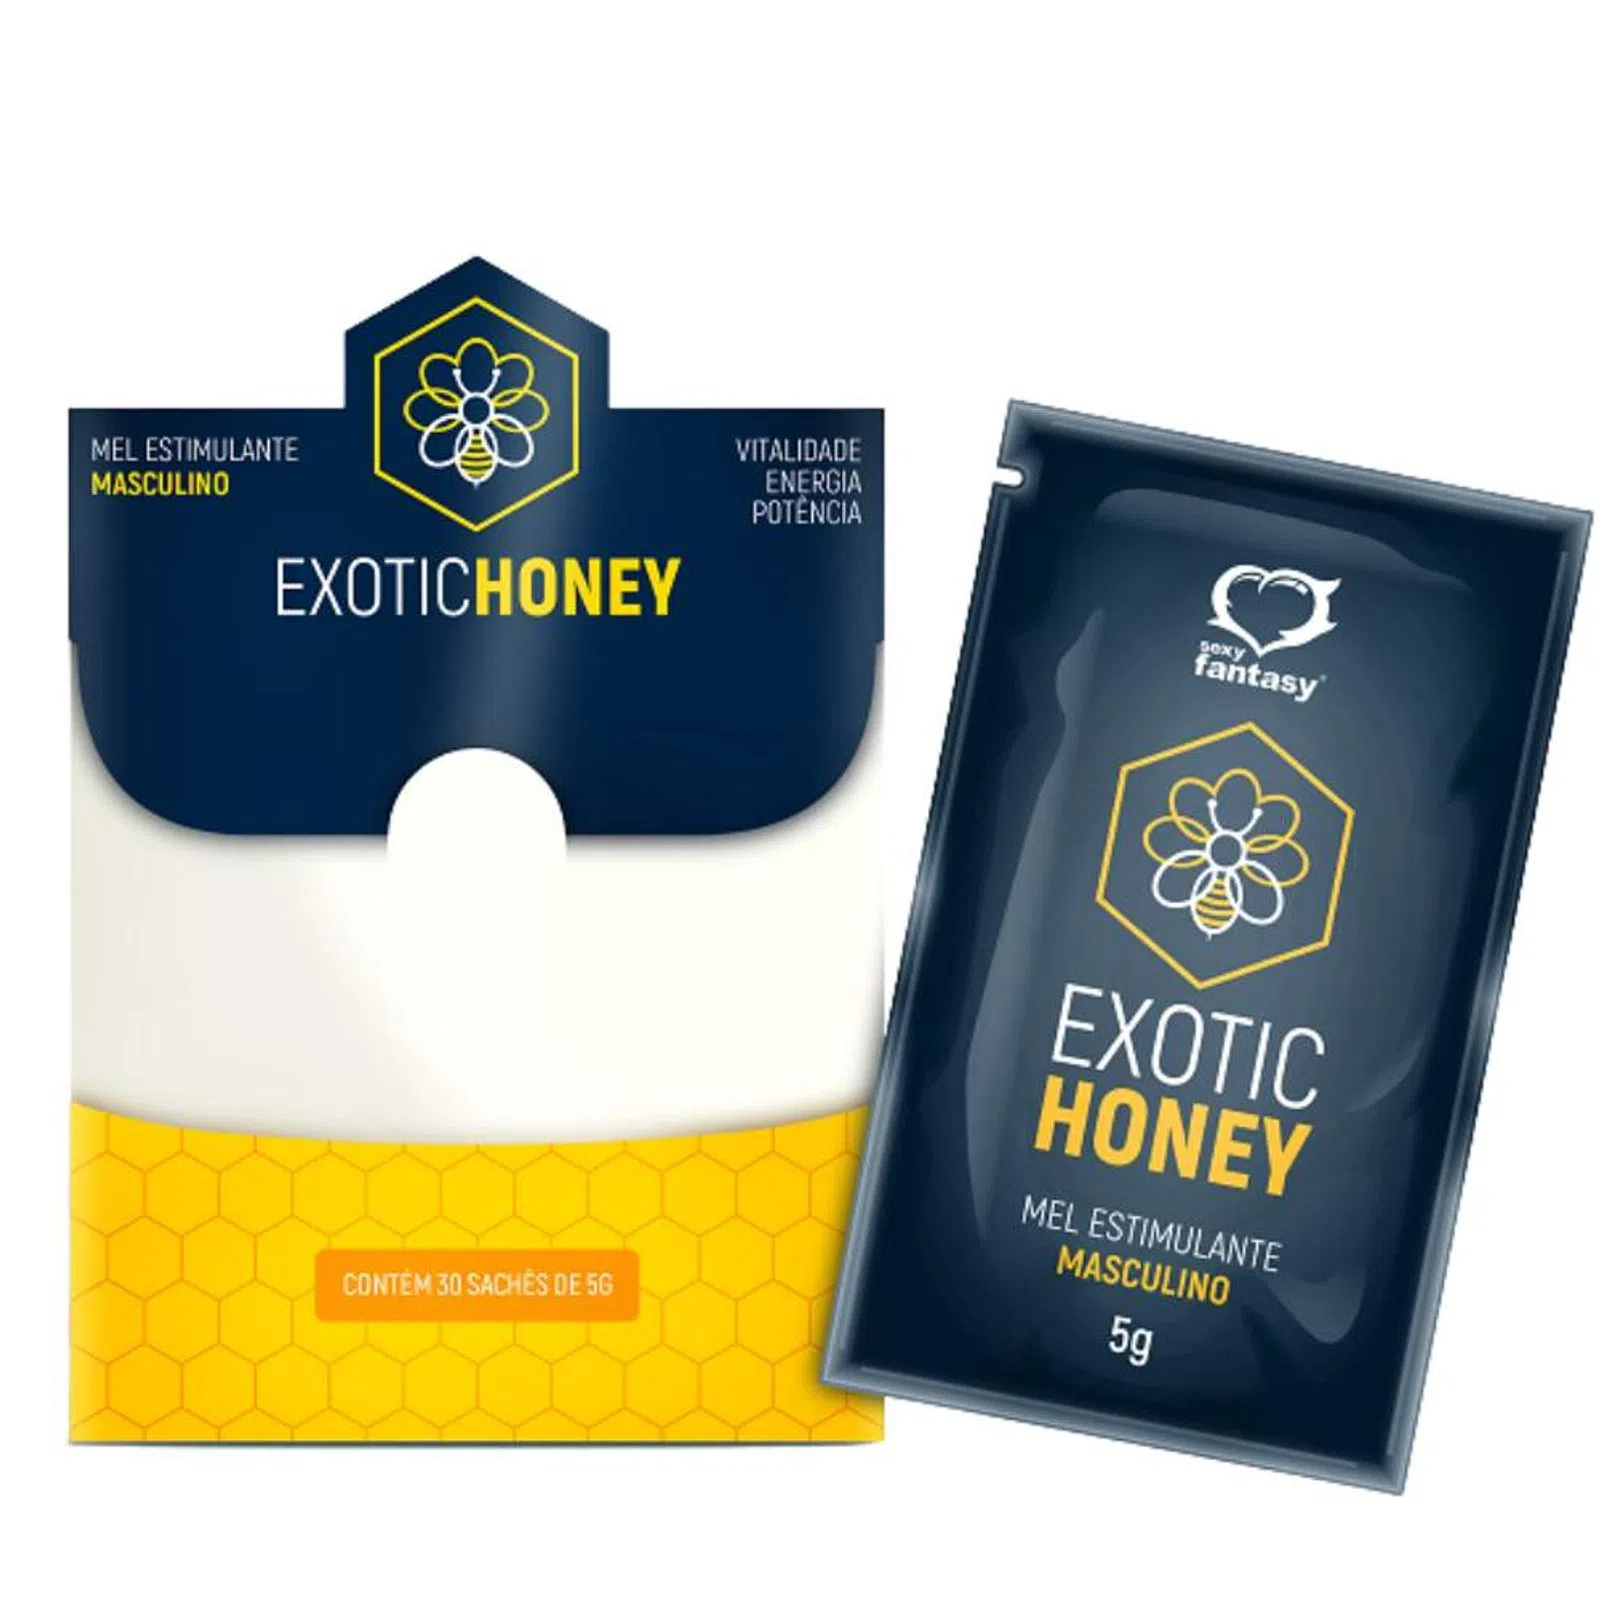 MEL ESTIMULANTE
MASCULINO
VITALIDADE
ENERGIA
POTÊNCIA
EXOTICHONEY
CONTÉM 30 SACHÊS DE 5G
sexy
fantasy®
EXOTIC
HONEY
MEL ESTIMULANTE
MASCULINO
5g